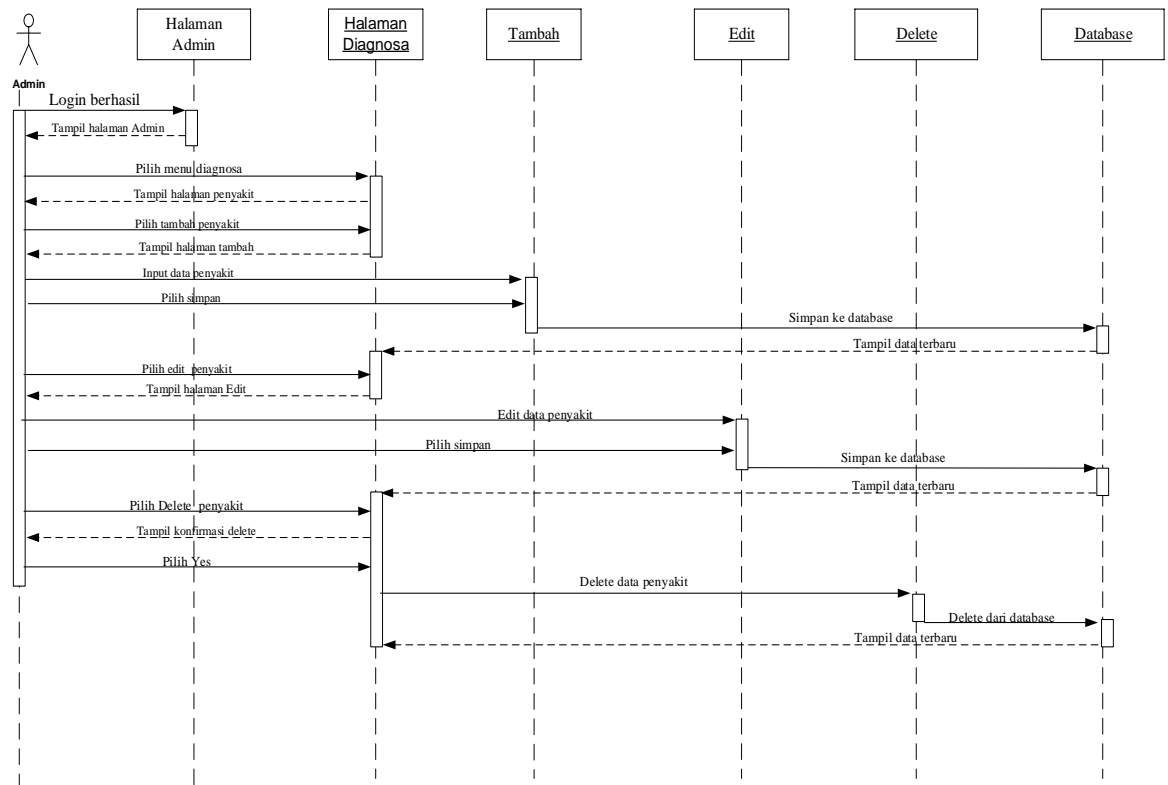 Halaman
Admin
Halaman
Diagnosa
Tambah
Edit
Delete
Database
Admin
Login berhasil
Tampil halaman Admin
Pilih menu diagnosa
Tampil halaman penyakit
Pilih tambah penyakit
Tampil halaman tambah
Input data penyakit
Pilih simpan
Simpan ke database
Tampil data terbaru
Pilih edit penyakit
Tampil halaman Edit
Edit data penyakit
Pilih simpan
Simpan ke database
Tampil data terbaru
Pilih Delete penyakit
Tampil konfirmasi delete
Pilih Yes
Delete data penyakit
Delete dari database
Tampil data terbaru